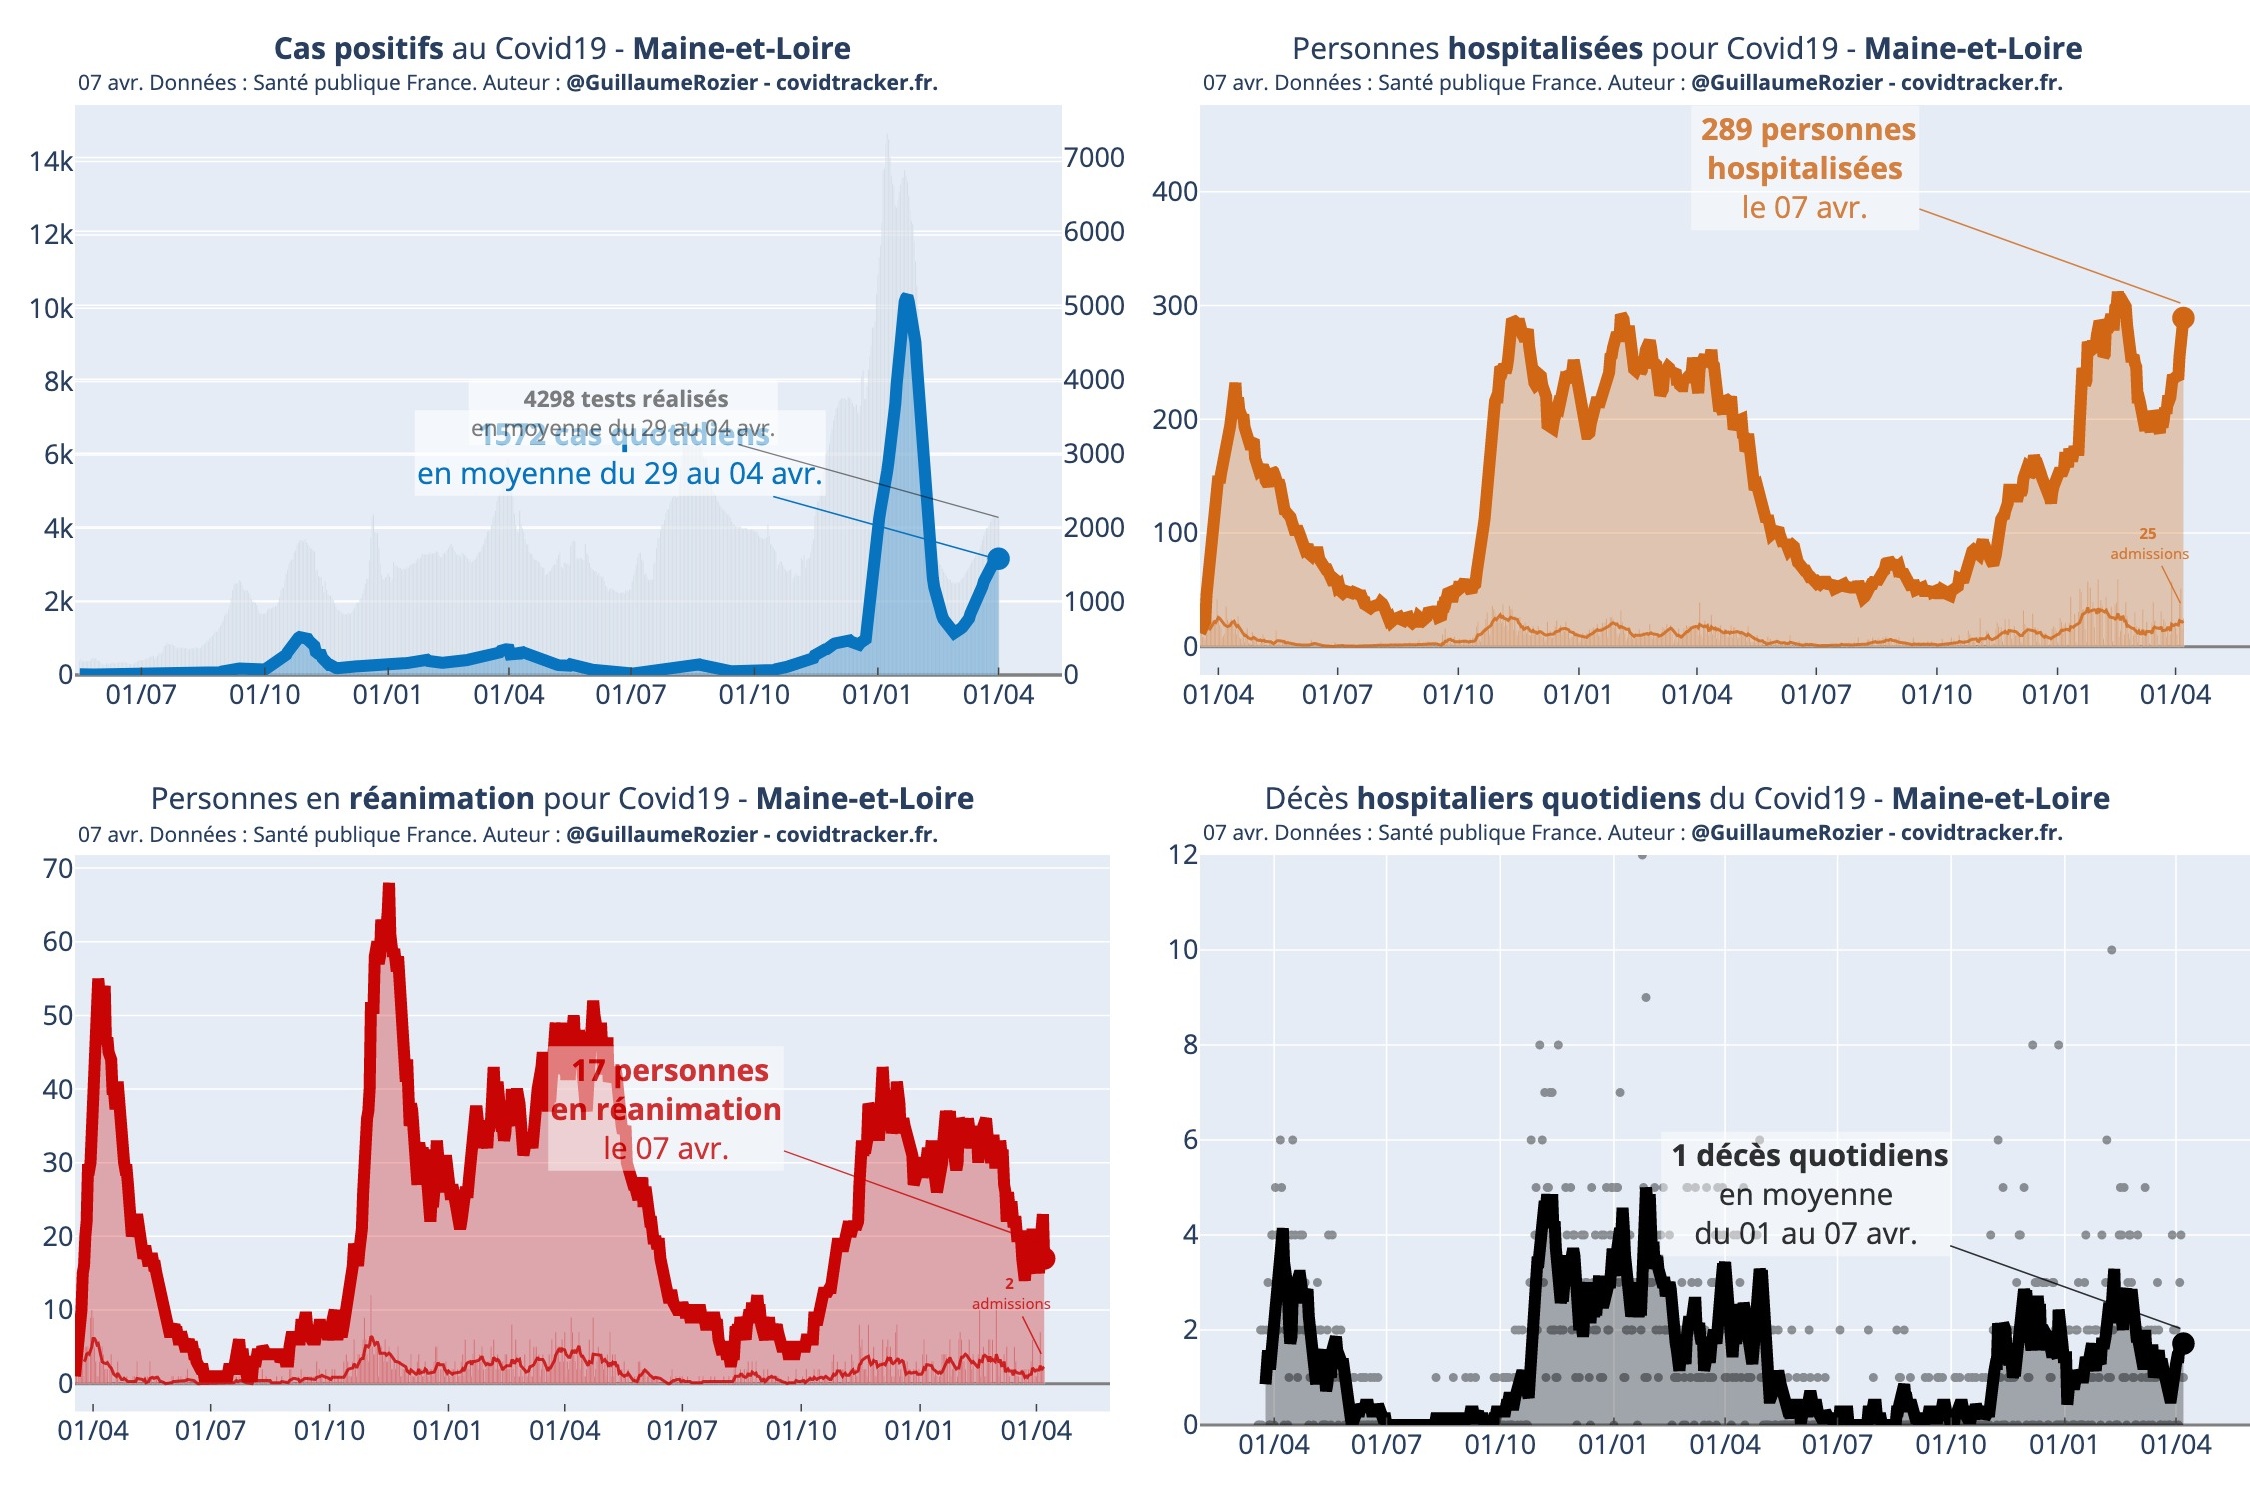 Cas positifs au Covid19 - Maine-et-Loire
07 avr. Données : Santé publique France. Auteur : @GuillaumeRozier - covidtracker.fr.
14k
12k
10k
8k
6k
4k
2k
0
7000
6000
5000
4000
3000
2000
1000
0
4298 tests réalisés
en moyenne du 29 au 04 avr.
1572 cas quotidiens
en moyenne du 29 au 04 avr.
01/07 01/10 01/01 01/04 01/07 01/10 01/01 01/04
Personnes hospitalisées pour Covid19 - Maine-et-Loire
07 avr. Données : Santé publique France. Auteur : @GuillaumeRozier - covidtracker.fr.
400
300
200
100
0
289 personnes
hospitalisées
le 07 avr.
25
admissions
01/04 01/07 01/10 01/01 01/04 01/07 01/10 01/01 01/04
Personnes en réanimation pour Covid19 - Maine-et-Loire
07 avr. Données : Santé publique France. Auteur : @GuillaumeRozier - covidtracker.fr.
70
60
50
40
30
20
10
0
17 personnes
en réanimation
le 07 avr.
2
admissions
01/04 01/07 01/10 01/01 01/04 01/07 01/10 01/01 01/04
Décès hospitaliers quotidiens du Covid19 - Maine-et-Loire
07 avr. Données : Santé publique France. Auteur : @GuillaumeRozier - covidtracker.fr.
12
10
8
6
4
2
0
1 décès quotidiens
en moyenne
du 01 au 07 avr.
01/04 01/07 01/10 01/01 01/04 01/07 01/10 01/01 01/04